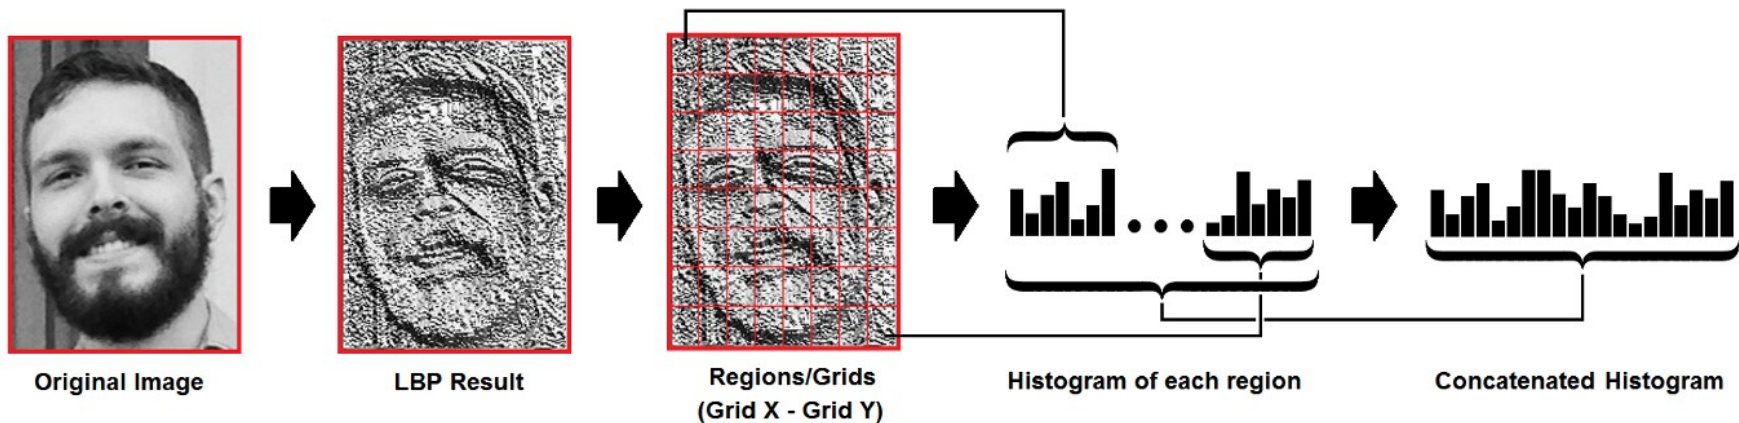 Original Image
LBP Result
Regions/Grids
(Grid X - Grid Y)
Histogram of each region
Concatenated Histogram